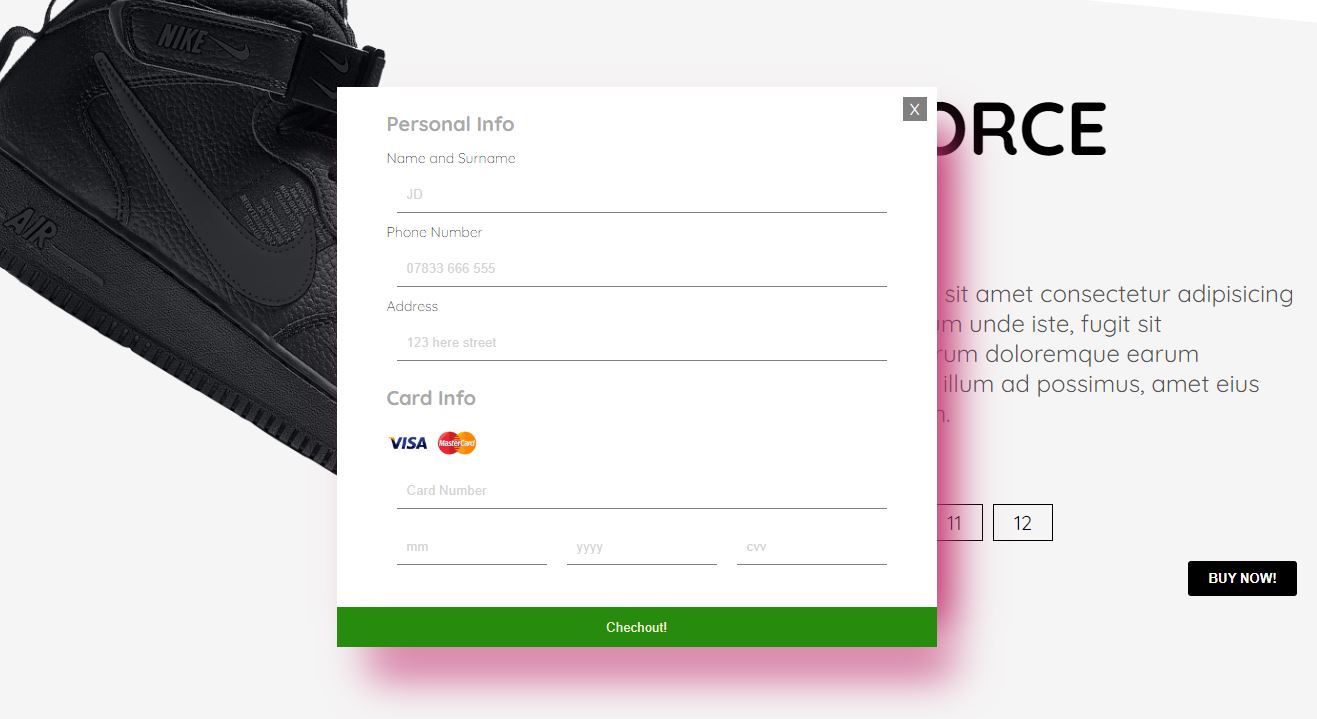 NIKE
AIR
X
ORCE
Personal Info
Name and Surname
JD
Phone Number
07833 666 555
Address
123 here street
sit amet consectetur adipisicing
unde iste, fugit sit
doloremque earum
illum ad possimus, amet eius
Card Info
VISA MasterCard
Card Number
mm yyyy cvv
11 12
BUY NOW!
Chechout!